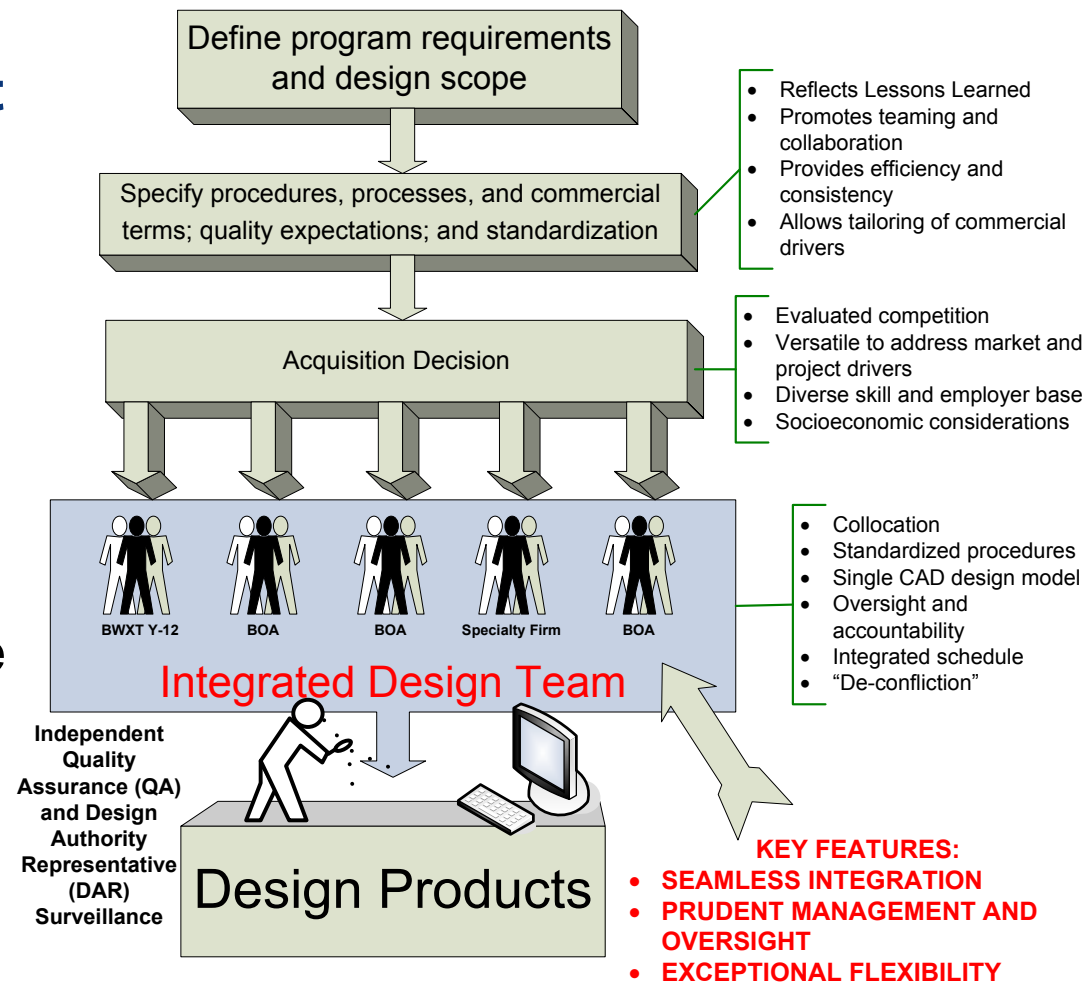 t
Define program requirements
and design scope
• Reflects Lessons Learned
• Promotes teaming and
collaboration
• Provides efficiency and
consistency
• Allows tailoring of commercial
drivers
Specify procedures, processes, and commercial
terms; quality expectations; and standardization
Acquisition Decision
• Evaluated competition
• Versatile to address market and
project drivers
• Diverse skill and employer base
• Socioeconomic considerations
BWXT Y-12
BOA
BOA
Specialty Firm
BOA
• Collocation
• Standardized procedures
• Single CAD design model
• Oversight and
accountability
• Integrated schedule
• “De-confliction”
e
Integrated Design Team
Independent
Quality
Assurance (QA)
and Design
Authority
Representative
(DAR)
Surveillance
Design Products
KEY FEATURES:
• SEAMLESS INTEGRATION
• PRUDENT MANAGEMENT AND
OVERSIGHT
• EXCEPTIONAL FLEXIBILITY